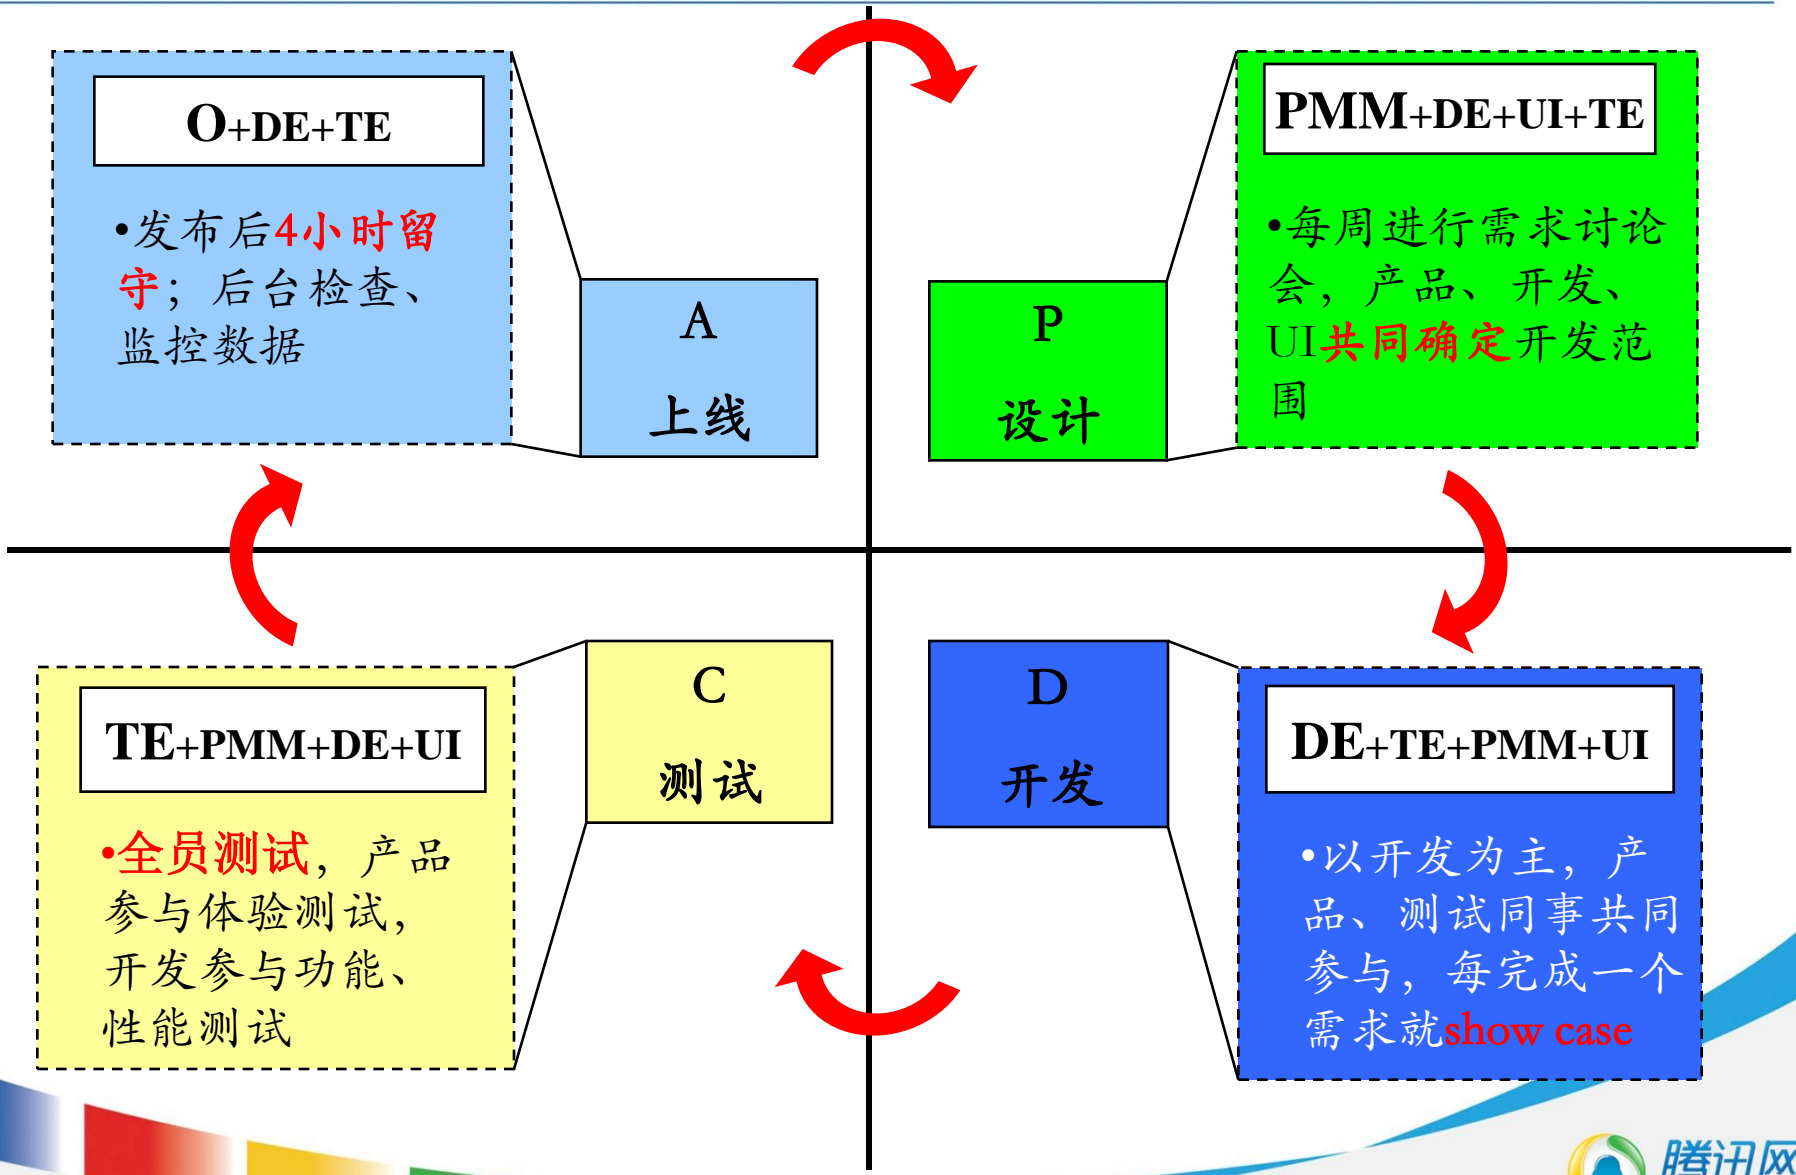 O+DE+TE
•发布后4小时留
守；后台检查、
监控数据
A
上线
PMM+DE+UI+TE
•每周进行需求讨论
会，产品、开发、
UI共同确定开发范
围
P
设计
TE+PMM+DE+UI
•全员测试，产品
参与体验测试，
开发参与功能、
性能测试
C
测试
D
开发
DE+TE+PMM+UI
•以开发为主，产
品、测试同事共同
参与，每完成一个
需求就show case
腾讯网